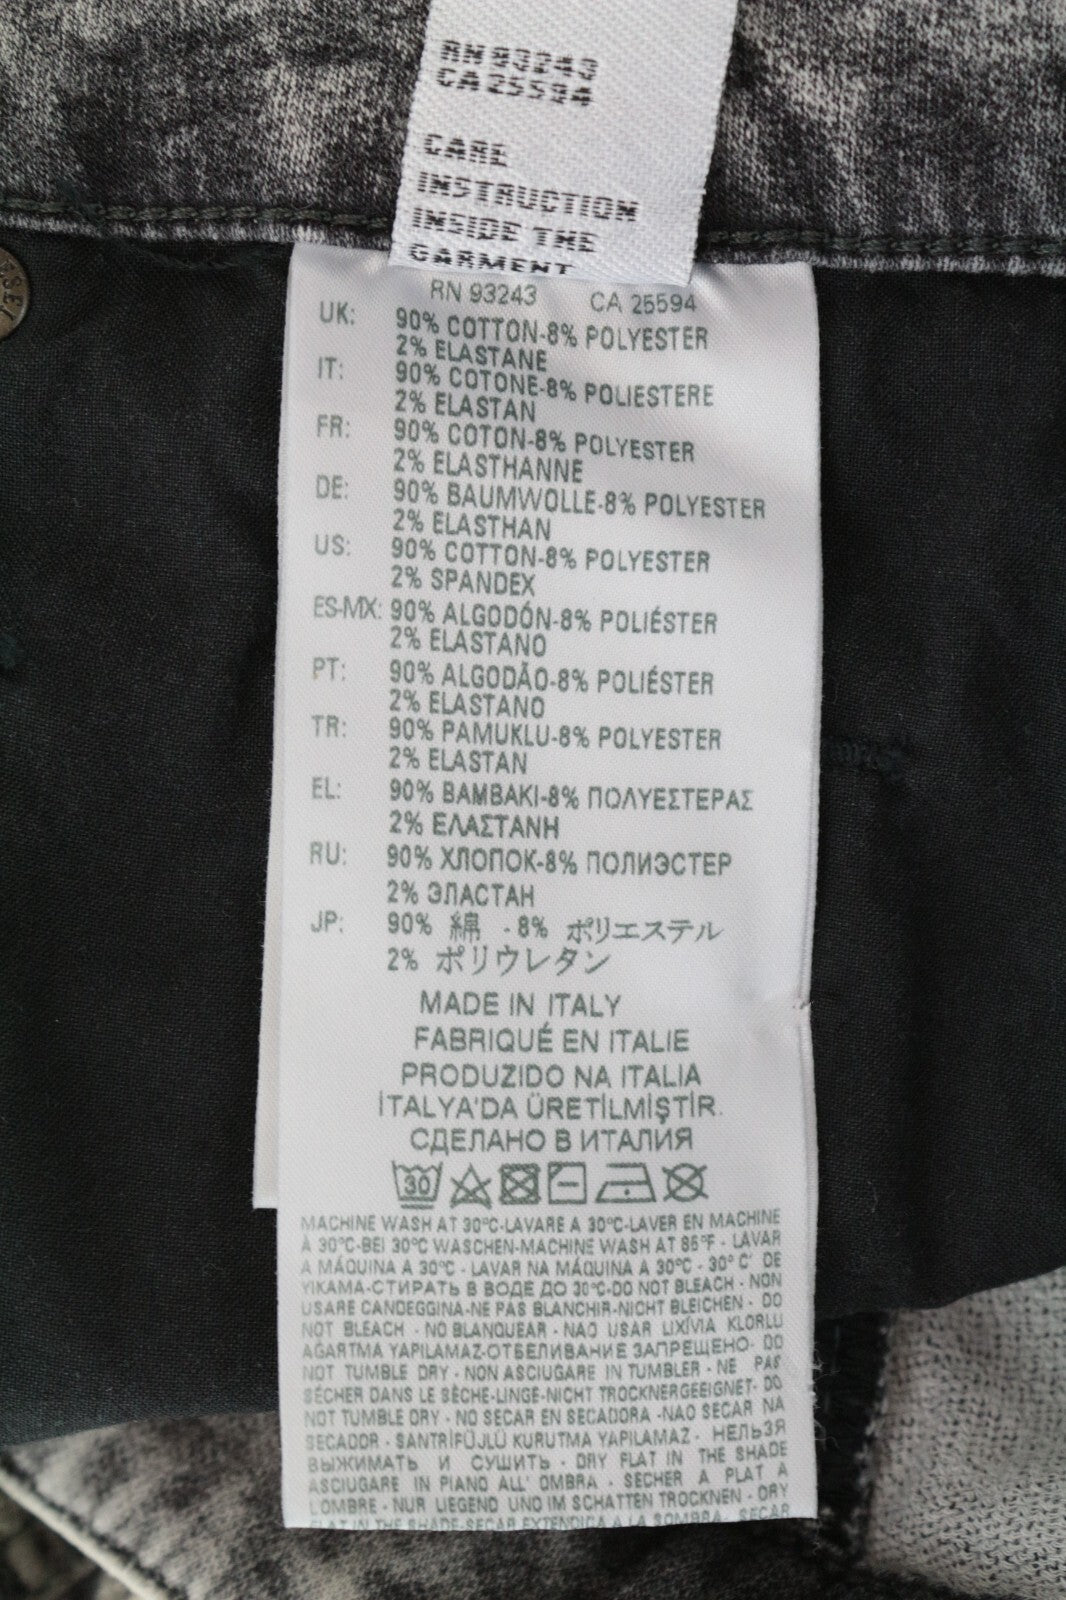 RN 93243
CA 25594
CARE
INSTRUCTION
INSIDE THE
GARMENT
RN 93243 CA 25594
UK: 90% COTTON-8% POLYESTER
2% ELASTANE
IT: 90% COTONE-8% POLIESTERE
2% ELASTAN
FR: 90% COTON-8% POLYESTER
2% ELASTHANNE
DE: 90% BAUMWOLLE-8% POLYESTER
2% ELASTHAN
US: 90% COTTON-8% POLYESTER
2% SPANDEX
ES-MX: 90% ALGODÓN-8% POLIÉSTER
2% ELASTANO
PT: 90% ALGODÃO-8% POLIÉSTER
2% ELASTANO
TR: 90% PAMUKLU-8% POLYESTER
2% ELASTAN
EL: 90% ΒΑΜΒΑΚΙ-8% ΠΟΛΥΕΣΤΕΡΑΣ
2% ΕΛΑΣΤΑΝΗ
RU: 90% ХЛОПОК-8% ПОЛИЭСТЕР
2% ЭЛАСТАН
JP: 90% 綿 -8% ポリエステル
2% ポリウレタン
MADE IN ITALY
FABRIQUÉ EN ITALIE
PRODUZIDO NA ITALIA
İTALYA'DA ÜRETİLMİŞTİR.
СДЕЛАНО В ИТАЛИЯ
30
MACHINE WASH AT 30°C-LAVARE A 30°C-LAVER EN MACHINE
À 30°C-BEI 30°C WASCHEN-MACHINE WASH AT 86°F - LAVAR
A MÁQUINA A 30°C - LAVAR NA MÁQUINA A 30°C - 30° C' DE
YIKAMA-СТИРАТЬ В ВОДЕ ДО 30°C-DO NOT BLEACH - NON
USARE CANDEGGINA-NE PAS BLANCHIR-NICHT BLEICHEN - DO
NOT BLEACH - NO BLANQUEAR - NAO USAR LIXÍVIA KLORLU
AGARTMA YAPILAMAZ-ОТБЕЛИВАНИЕ ЗАПРЕЩЕНО- DO
NOT TUMBLE DRY - NON ASCIUGARE IN TUMBLER - NE PAS
SÉCHER DANS LE SÈCHE-LINGE-NICHT TROCKNERGEEIGNET- DO
NOT TUMBLE DRY - NO SECAR EN SECADORA -NAO SECAR NA
SECADOR - SANTRIFÜJLÜ KURUTMA YAPILAMAZ - НЕЛЬЗЯ
ВЫЖИМАТЬ И СУШИТЬ - DRY FLAT IN THE SHADE
ASCIUGARE IN PIANO ALL' OMBRA - SÉCHER A PLAT A
L'OMBRE - NUR LIEGEND UND IM SCHATTEN TROCKNEN - DRY
FLAT IN THE SHADE-SECAR EXTENDIDA A LA SOMBRA, SECAR